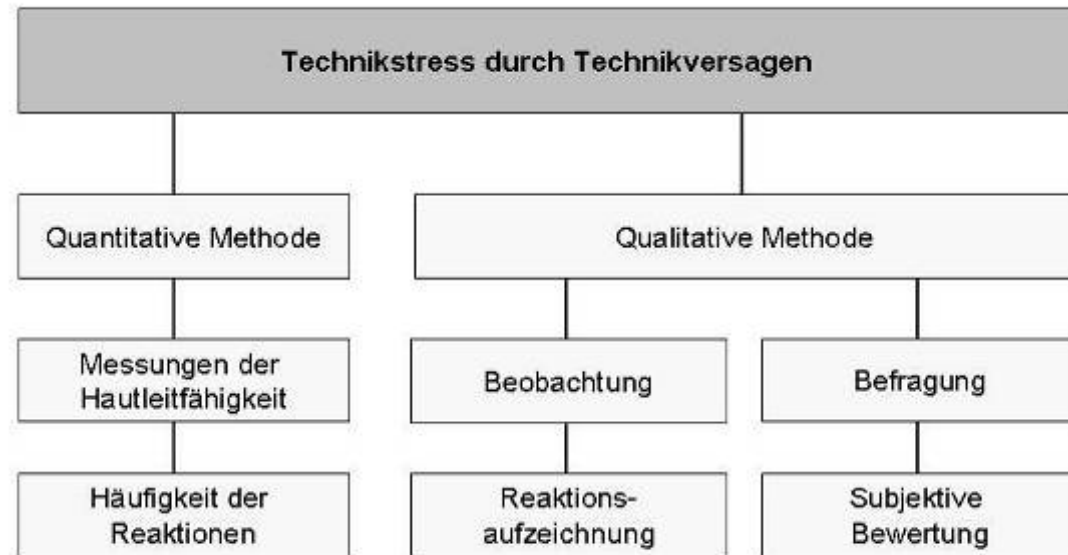 Technikstress durch Technikversagen
Quantitative Methode
Qualitative Methode
Messungen der
Hautleitfähigkeit
Beobachtung
Befragung
Häufigkeit der
Reaktionen
Reaktions-
aufzeichnung
Subjektive
Bewertung